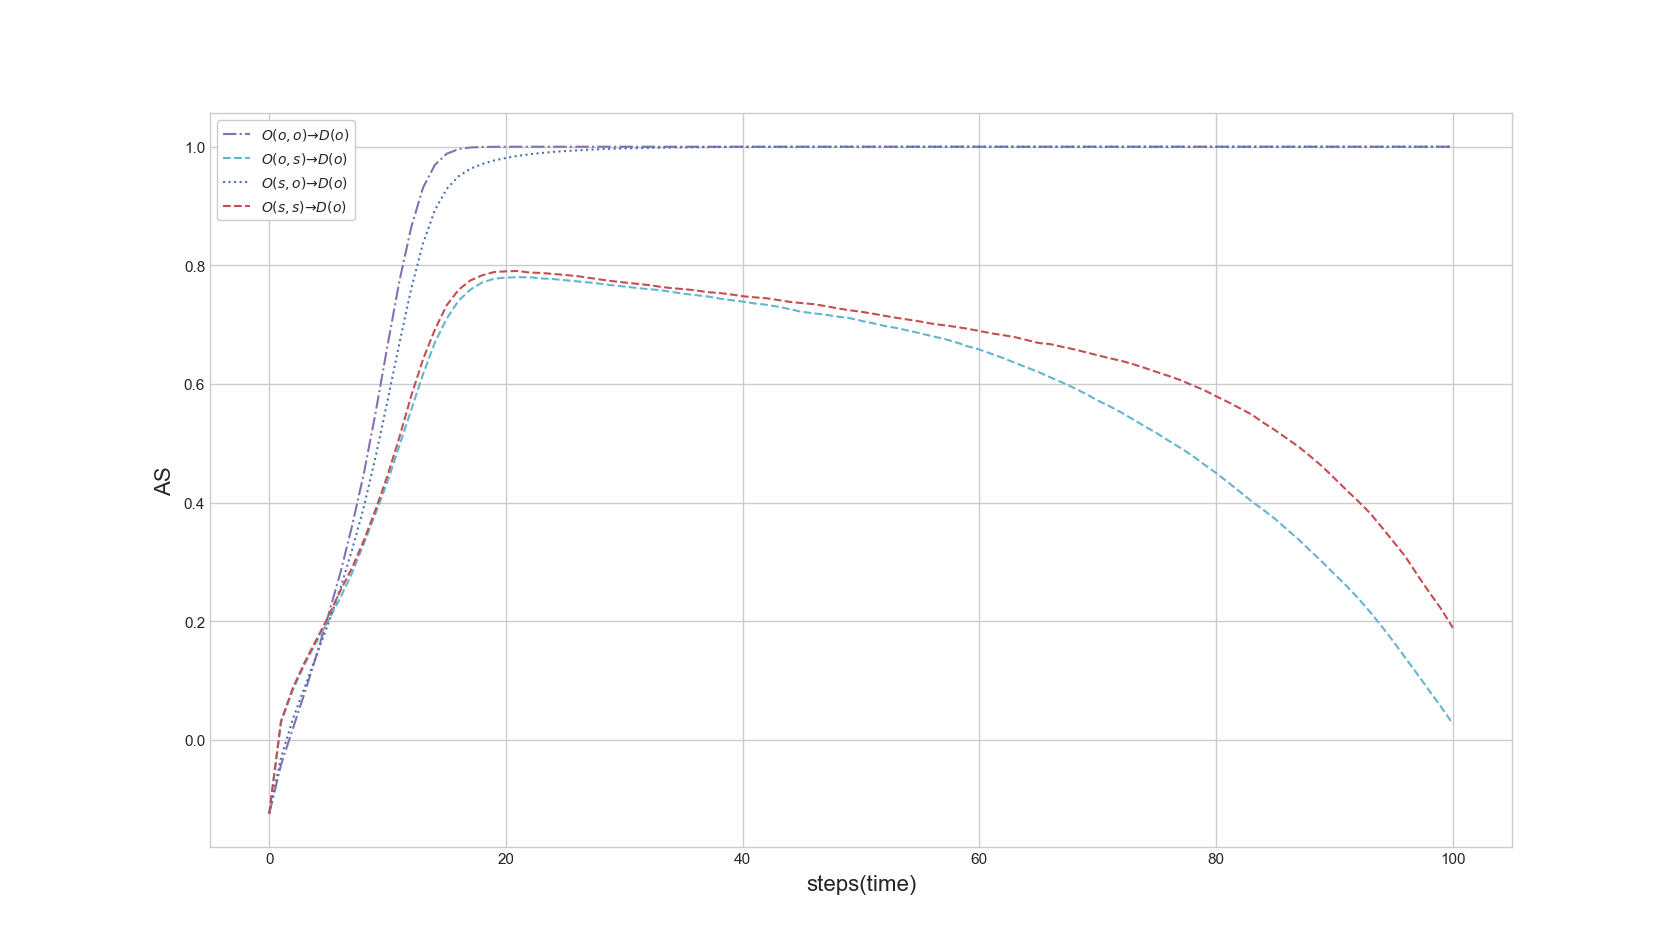 O(o, o)→D(o)
O(o, s)→D(o)
O(s, o)→D(o)
O(s, s)→D(o)
1.0
0.8
0.6
0.4
0.2
0.0
AS
0 20 40 60 80 100
steps(time)